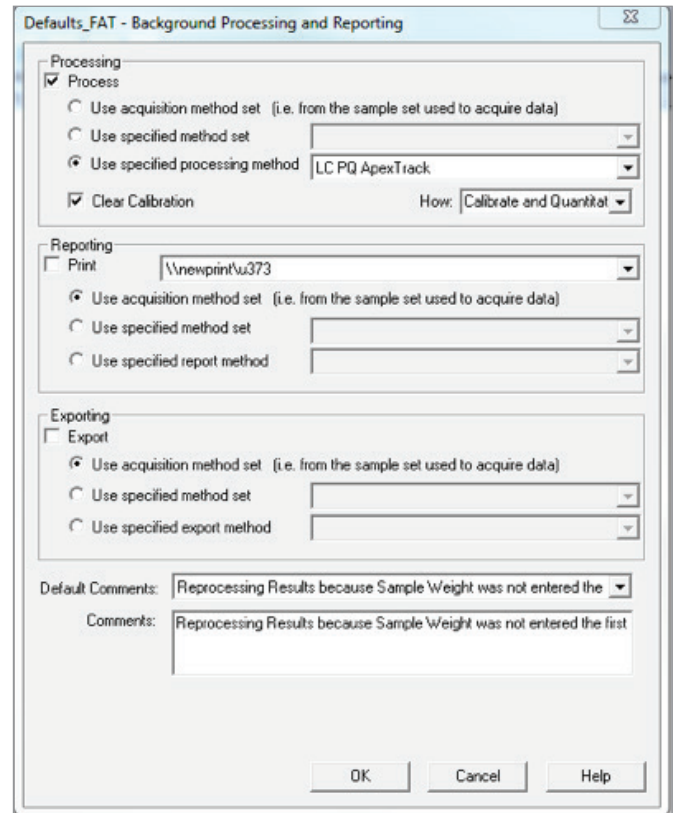 Defaults_FAT - Background Processing and Reporting
Processing
Process
Use acquisition method set (i.e. from the sample set used to acquire data)
Use specified method set
Use specified processing method LC PQ ApexTrack
Clear Calibration How: Calibrate and Quantitat
Reporting
Print \\newprint\u373
Use acquisition method set (i.e. from the sample set used to acquire data)
Use specified method set
Use specified report method
Exporting
Export
Use acquisition method set (i.e. from the sample set used to acquire data)
Use specified method set
Use specified export method
Default Comments: Reprocessing Results because Sample Weight was not entered the
Comments: Reprocessing Results because Sample Weight was not entered the first
OK Cancel Help